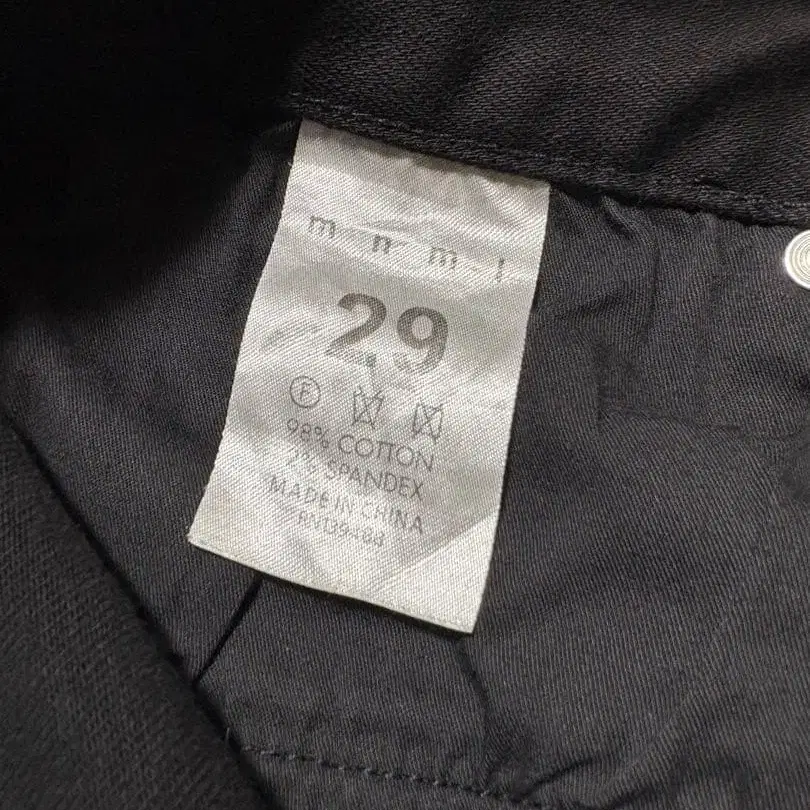 m n m l
29
F
98% COTTON
2% SPANDEX
MADE IN CHINA